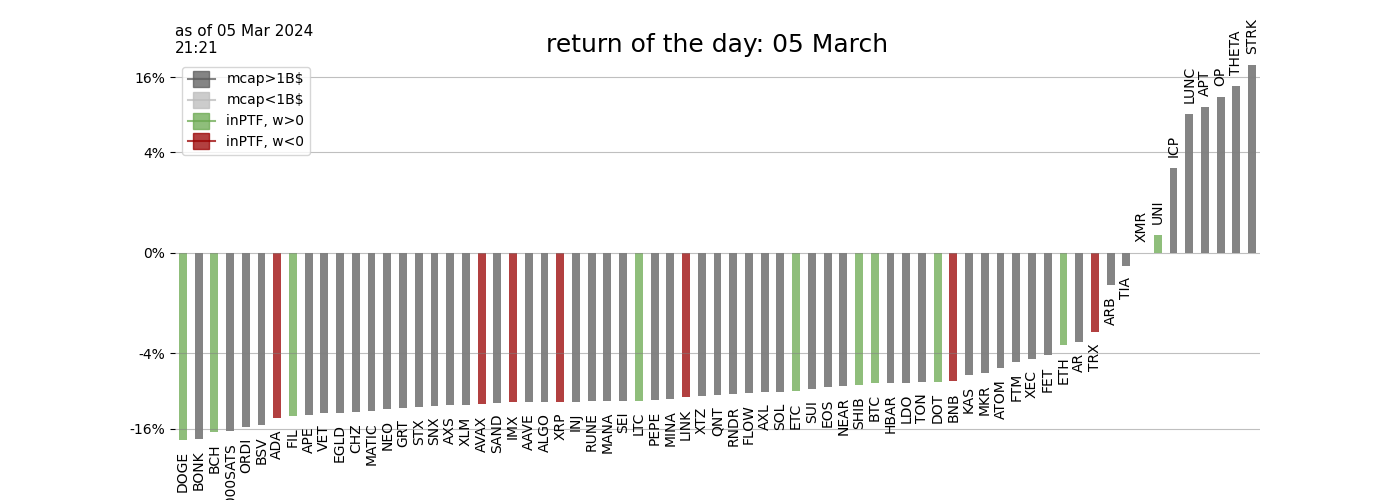 as of 05 Mar 2024
21:21
return of the day: 05 March
mcap>1B$
mcap<1B$
inPTF, w>0
inPTF, w<0
16%
4%
0%
-4%
-16%
DOGE
BONK
BCH
000SATS
ORDI
BSV
ADA
FIL
APE
VET
EGLD
CHZ
MATIC
NEO
GRT
STX
SNX
AXS
XLM
AVAX
SAND
IMX
AAVE
ALGO
XRP
INJ
RUNE
MANA
SEI
LTC
PEPE
MINA
LINK
XTZ
QNT
RNDR
FLOW
AXL
SOL
ETC
SUI
EOS
NEAR
SHIB
BTC
HBAR
LDO
TON
DOT
BNB
KAS
MKR
ATOM
FTM
XEC
FET
ETH
AR
TRX
ARB
TIA
XMR
UNI
ICP
LUNC
APT
OP
THETA
STRK